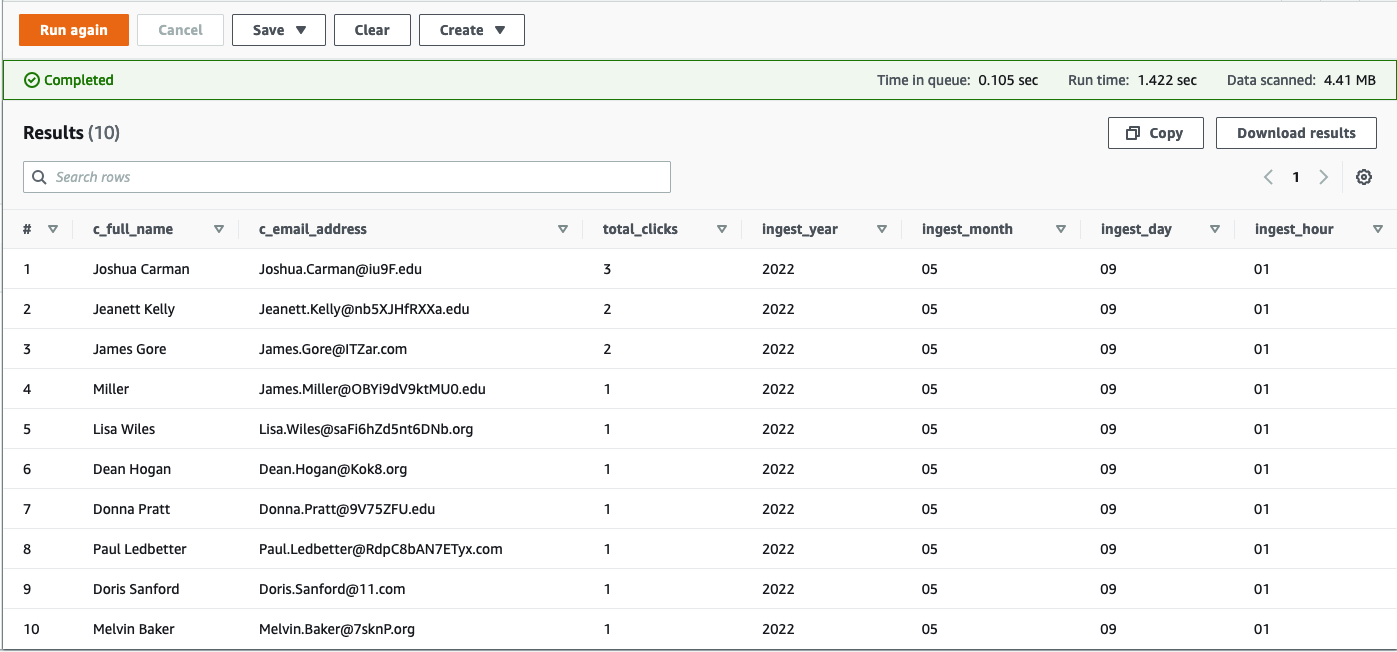 Run again Cancel Save Clear Create
Completed Time in queue: 0.105 sec Run time: 1.422 sec Data scanned: 4.41 MB
Results (10) Copy Download results
Search rows 1
# c_full_name c_email_address total_clicks ingest_year ingest_month ingest_day ingest_hour
1 Joshua Carman Joshua.Carman@iu9F.edu 3 2022 05 09 01
2 Jeanett Kelly Jeanett.Kelly@nb5XJHfRXXa.edu 2 2022 05 09 01
3 James Gore James.Gore@ITZar.com 2 2022 05 09 01
4 Miller James.Miller@OBYi9dV9ktMU0.edu 1 2022 05 09 01
5 Lisa Wiles Lisa.Wiles@saFi6hZd5nt6DNb.org 1 2022 05 09 01
6 Dean Hogan Dean.Hogan@Kok8.org 1 2022 05 09 01
7 Donna Pratt Donna.Pratt@9V75ZFU.edu 1 2022 05 09 01
8 Paul Ledbetter Paul.Ledbetter@RdpC8bAN7ETyx.com 1 2022 05 09 01
9 Doris Sanford Doris.Sanford@11.com 1 2022 05 09 01
10 Melvin Baker Melvin.Baker@7sknP.org 1 2022 05 09 01